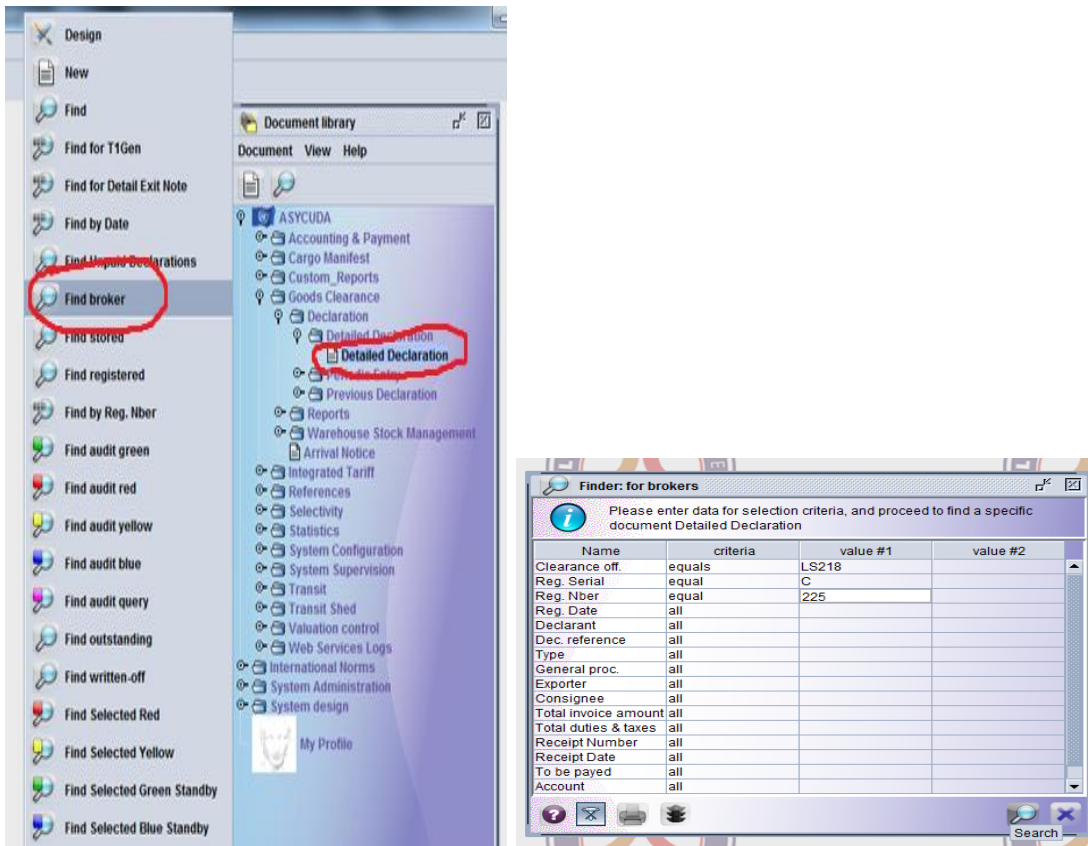 Design
New
Find
Find for T1Gen
Find for Detail Exit Note
Find by Date
Find Unpaid Declarations
Find broker
Find stored
Find registered
Find by Reg. Nber
Find audit green
Find audit red
Find audit yellow
Find audit blue
Find audit query
Find outstanding
Find written-off
Find Selected Red
Find Selected Yellow
Find Selected Green Standby
Find Selected Blue Standby
Document library
Document View Help
ASYCUDA
Accounting & Payment
Cargo Manifest
Custom_Reports
Goods Clearance
Declaration
Detailed Declaration
Detailed Declaration
Periodic Entry
Previous Declaration
Reports
Warehouse Stock Management
Arrival Notice
Integrated Tariff
References
Selectivity
Statistics
System Configuration
System Supervision
Transit
Transit Shed
Valuation control
Web Services Logs
International Norms
System Administration
System design
My Profile
Finder: for brokers
Please enter data for selection criteria, and proceed to find a specific
document Detailed Declaration
Name criteria value #1 value #2
Clearance off. equals LS218
Reg. Serial equal C
Reg. Nber equal 225
Reg. Date all
Declarant all
Dec. reference all
Type all
General proc. all
Exporter all
Consignee all
Total invoice amount all
Total duties & taxes all
Receipt Number all
Receipt Date all
To be payed all
Account all
Search